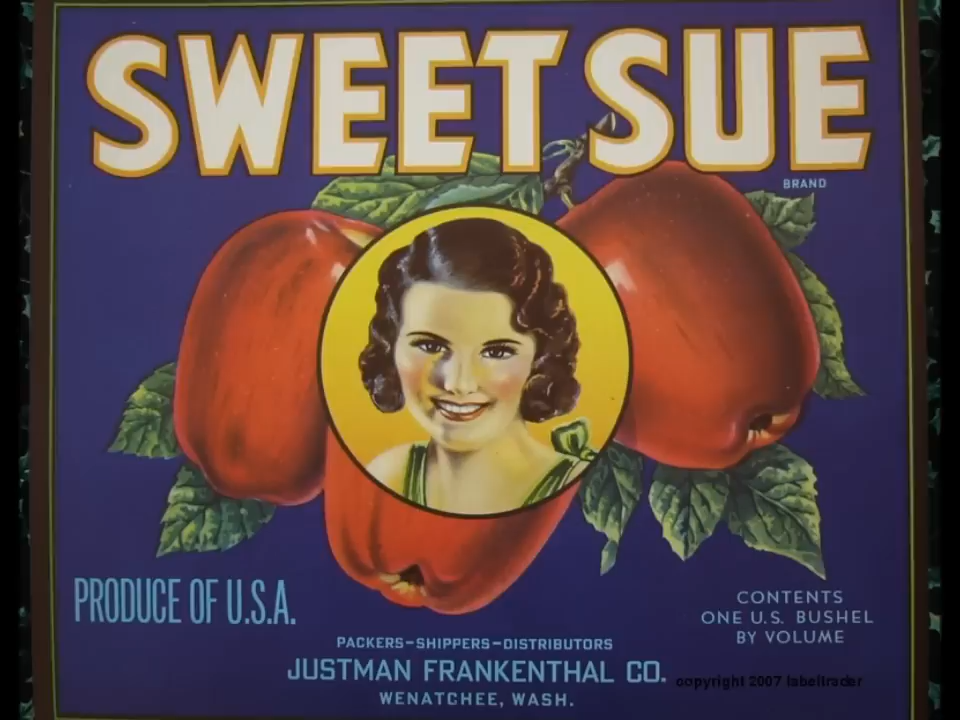 SWEET SUE
BRAND
PRODUCE OF U.S.A.
CONTENTS
ONE U.S. BUSHEL
BY VOLUME
PACKERS-SHIPPERS-DISTRIBUTORS
JUSTMAN FRANKENTHAL CO.
WENATCHEE, WASH.
copyright 2007 labeltrader